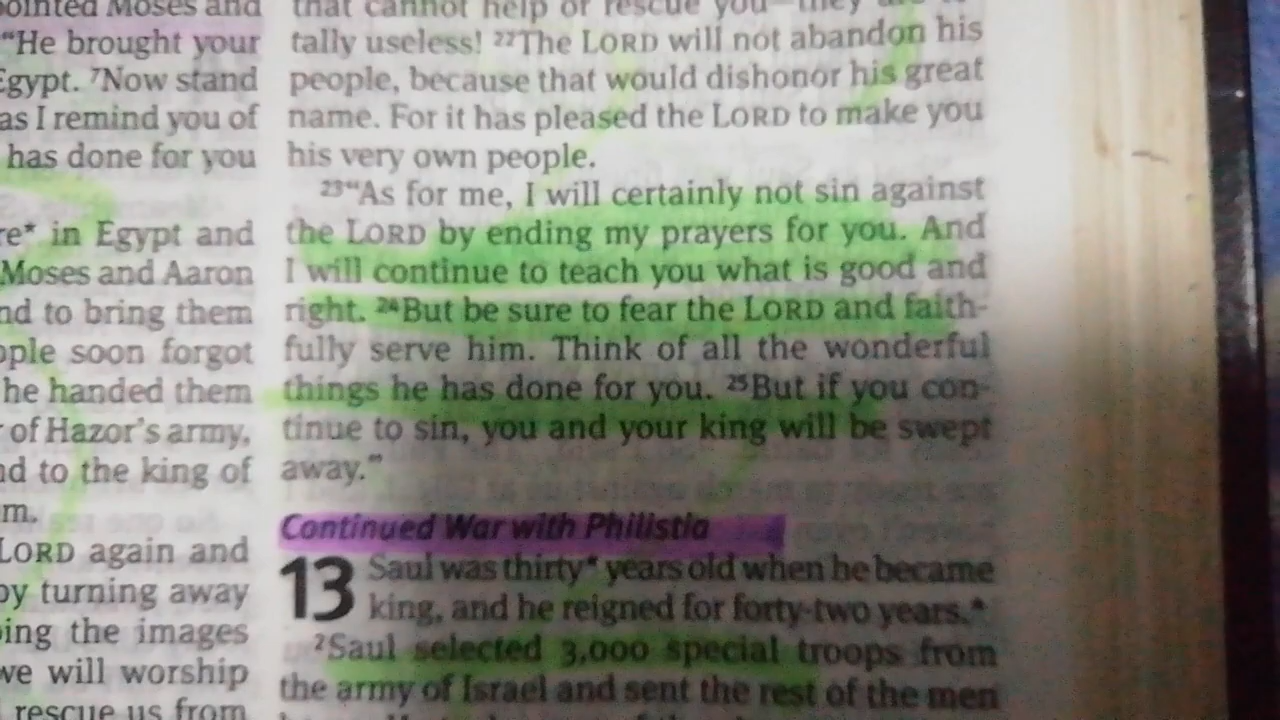 ointed Moses and
"He brought your
Egypt. 7Now stand
as I remind you of
has done for you
re* in Egypt and
Moses and Aaron
nd to bring them
ople soon forgot
he handed them
of Hazor's army,
nd to the king of
m.
LORD again and
by turning away
ing the images
we will worship
rescue us from
that cannot help or rescue you—they are to-
tally useless! 22The LORD will not abandon his
people, because that would dishonor his great
name. For it has pleased the LORD to make you
his very own people.
23"As for me, I will certainly not sin against
the LORD by ending my prayers for you. And
I will continue to teach you what is good and
right. 24But be sure to fear the LORD and faith-
fully serve him. Think of all the wonderful
things he has done for you. 25But if you con-
tinue to sin, you and your king will be swept
away."
Continued War with Philistia
13 Saul was thirty* years old when he became
king, and he reigned for forty-two years.*
2Saul selected 3,000 special troops from
the army of Israel and sent the rest of the men